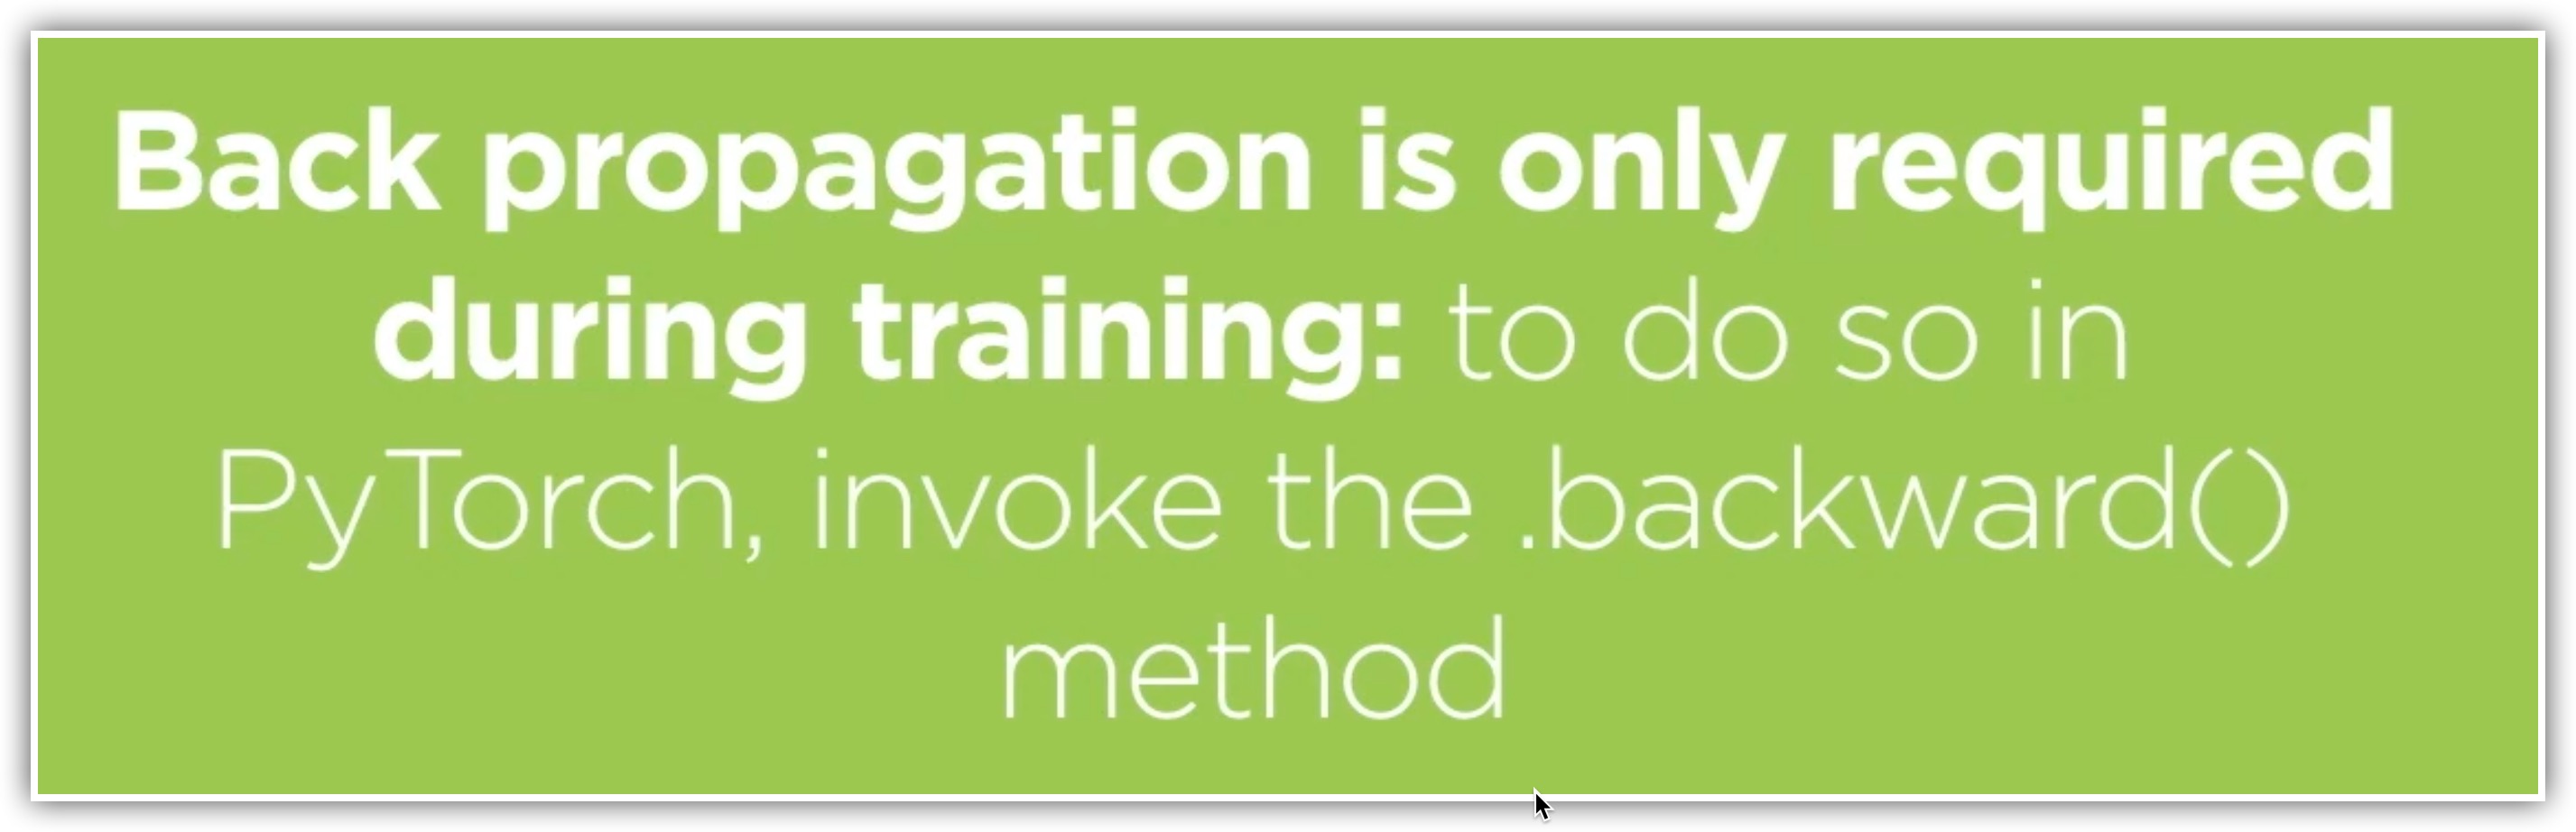 Back propagation is only required
during training: to do so in
PyTorch, invoke the .backward()
method